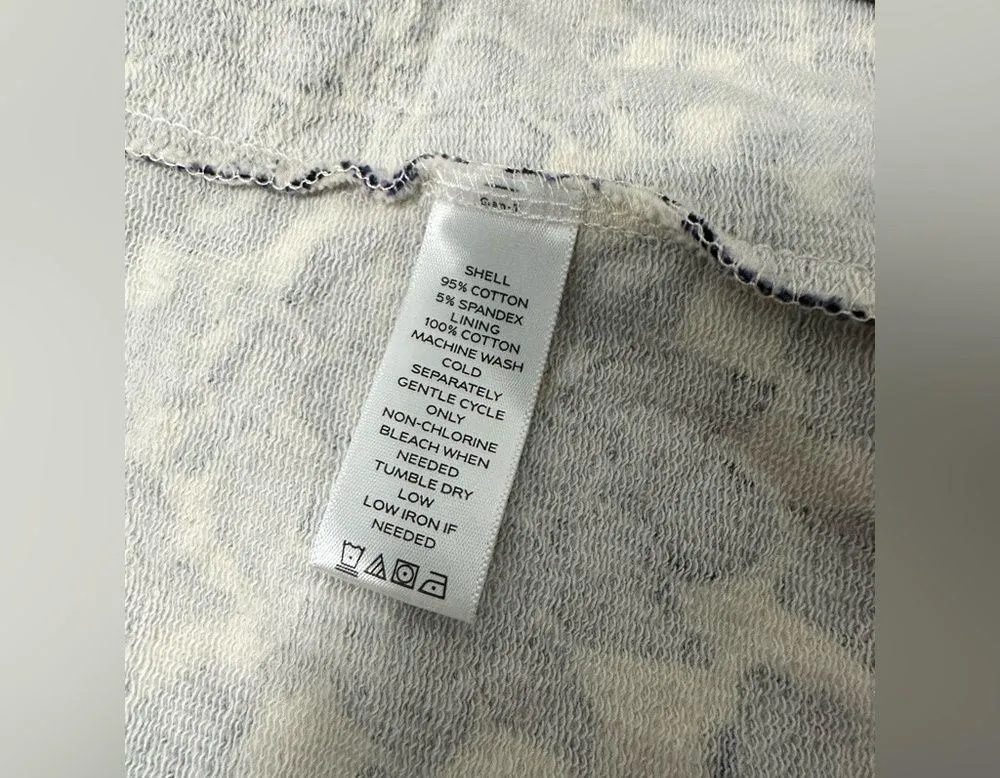 SHELL
95% COTTON
5% SPANDEX
LINING
100% COTTON
MACHINE WASH
COLD
SEPARATELY
GENTLE CYCLE
ONLY
NON-CHLORINE
BLEACH WHEN
NEEDED
TUMBLE DRY
LOW
LOW IRON IF
NEEDED